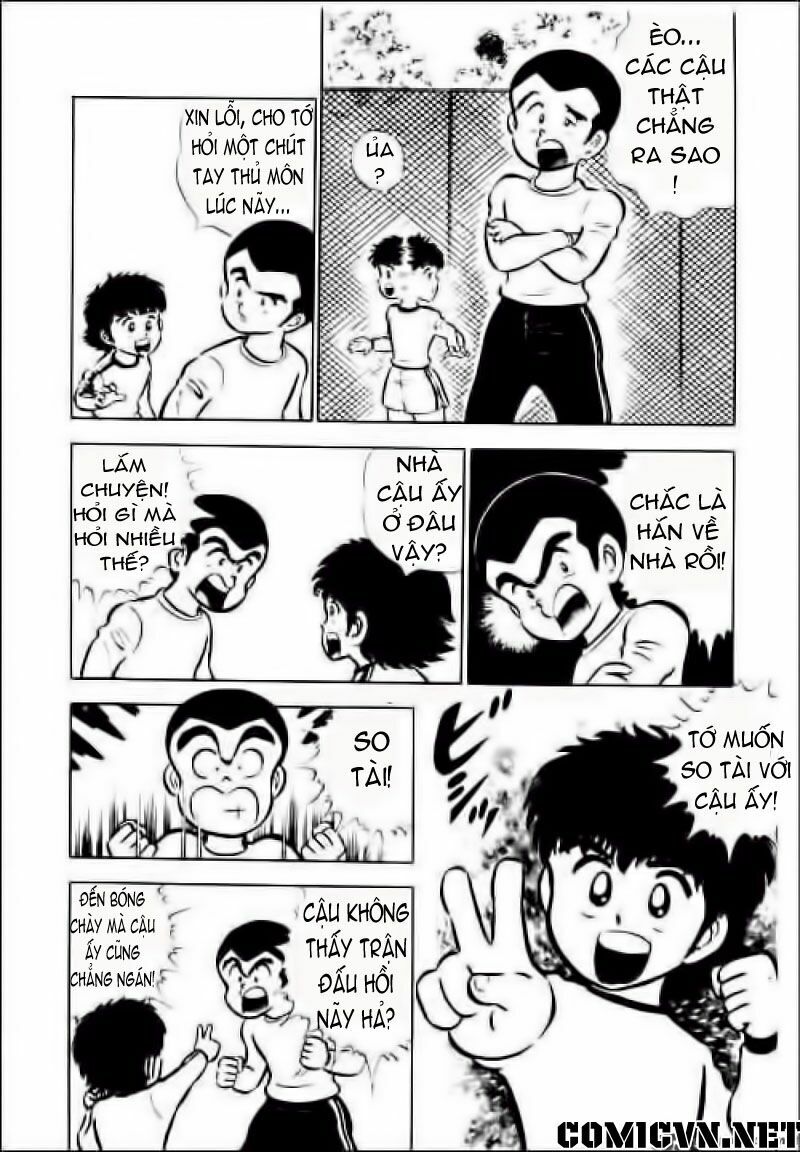 ÈO...
CÁC CẬU
THẬT
CHẲNG
RA SAO
!
ỦA
?
XIN LỖI, CHO TỚ
HỎI MỘT CHÚT
TAY THỦ MÔN
LÚC NÃY...
CHẮC LÀ
HẮN VỀ
NHÀ RỒI!
NHÀ
CẬU ẤY
Ở ĐÂU
VẬY?
LẮM
CHUYỆN!
HỎI GÌ MÀ
HỎI NHIỀU
THẾ?
TỚ MUỐN
SO TÀI VỚI
CẬU ẤY!
SO
TÀI!
CẬU KHÔNG
THẤY TRẬN
ĐẤU HỒI
NÃY HẢ?
ĐẾN BÓNG
CHÀY MÀ CẬU
ẤY CŨNG
CHẲNG NGÁN!
COMICVN.NET